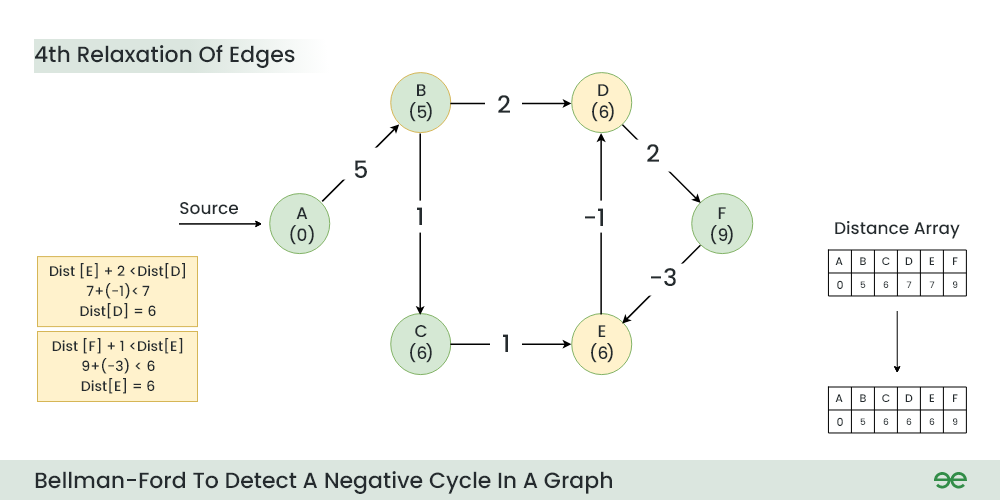 4th Relaxation Of Edges
B
(5)
2
D
(6)
5
2
Source
A
(0)
1
-1
F
(9)
Distance Array
A B C D E F
0 5 6 7 7 9
Dist [E] + 2 <Dist[D]
7+(-1)< 7
Dist[D] = 6
-3
Dist [F] + 1 <Dist[E]
9+(-3) < 6
Dist[E] = 6
C
(6)
1
E
(6)
A B C D E F
0 5 6 6 6 9
Bellman-Ford To Detect A Negative Cycle In A Graph